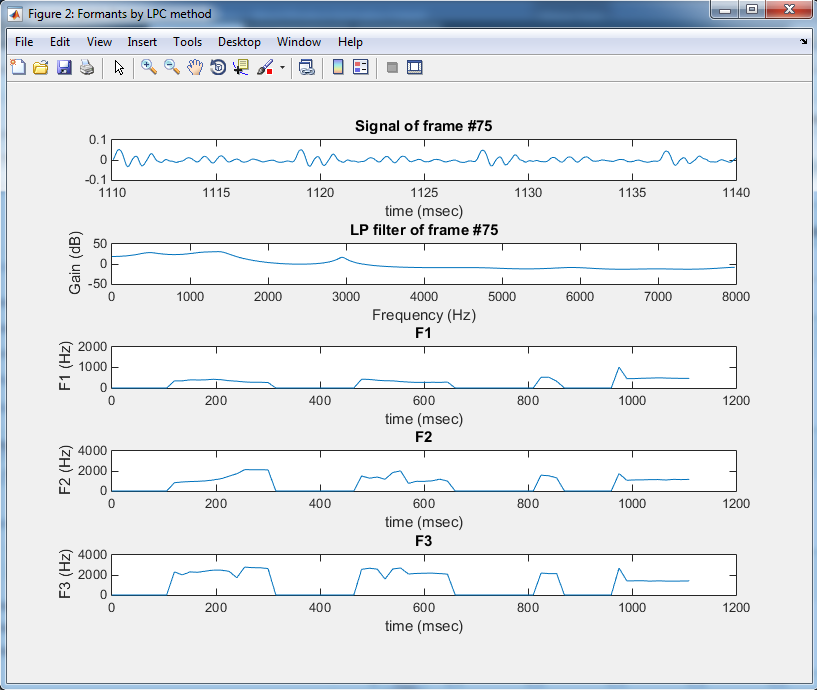 Figure 2: Formants by LPC method
File Edit View Insert Tools Desktop Window Help
Signal of frame #75
0.1
0
-0.1
1110 1115 1120 1125 1130 1135 1140
time (msec)
LP filter of frame #75
Gain (dB)
50
0
-50
0 1000 2000 3000 4000 5000 6000 7000 8000
Frequency (Hz)
F1
F1 (Hz)
2000
1000
0
0 200 400 600 800 1000 1200
time (msec)
F2
F2 (Hz)
4000
2000
0
0 200 400 600 800 1000 1200
time (msec)
F3
F3 (Hz)
4000
2000
0
0 200 400 600 800 1000 1200
time (msec)